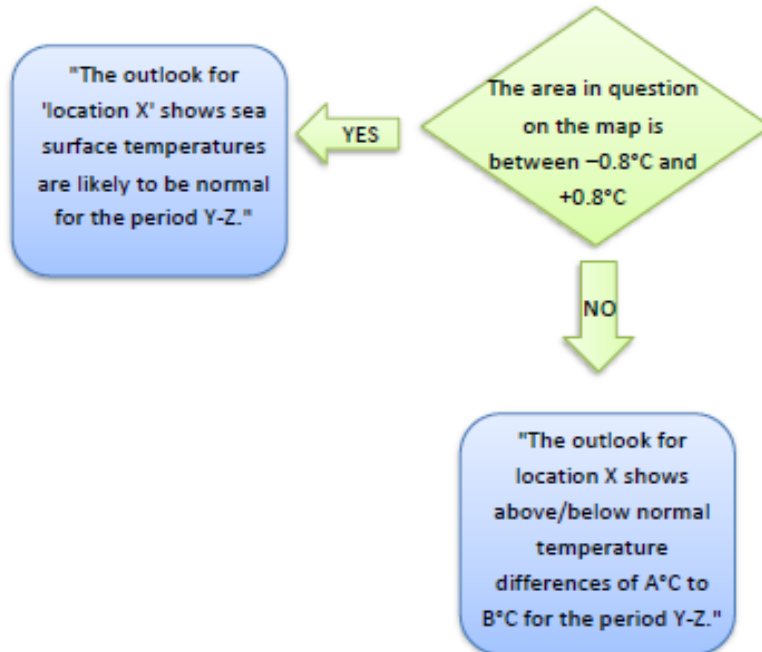 "The outlook for
'location X' shows sea
surface temperatures
are likely to be normal
for the period Y-Z."
YES
The area in question
on the map is
between –0.8°C and
+0.8°C
NO
"The outlook for
location X shows
above/below normal
temperature
differences of A°C to
B°C for the period Y-Z."